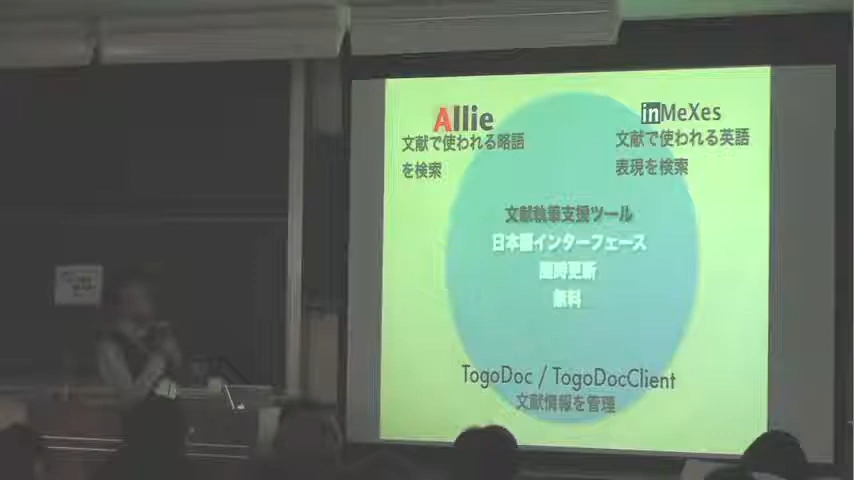 Allie
文献で使われる略語
を検索
inMeXes
文献で使われる英語
表現を検索
文献執筆支援ツール
日本語インターフェース
随時更新
無料
TogoDoc / TogoDocClient
文献情報を管理